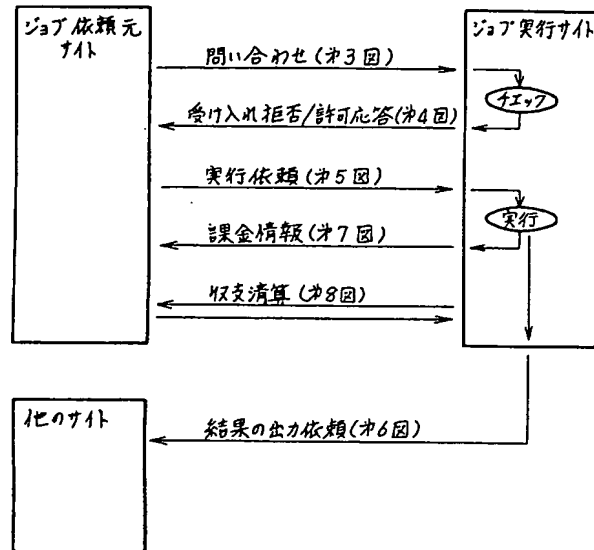 ジョブ依頼元
サイト
ジョブ実行サイト
問い合わせ(第3図)
チェック
受け入れ拒否/許可応答(第4図)
実行依頼(第5図)
実行
課金情報(第7図)
収支清算(第8図)
他のサイト
結果の出力依頼(第6図)